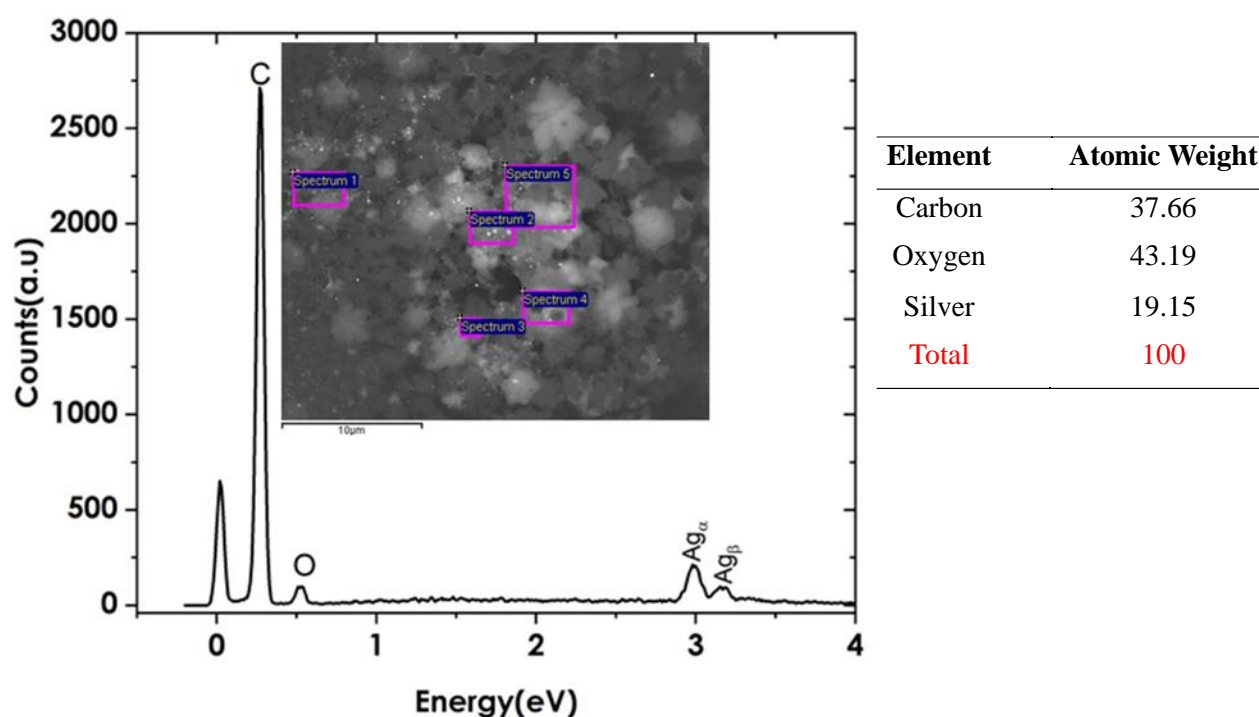 3000
2500
2000
1500
1000
500
0
Counts(a.u)
C
O
Agα
Agβ
Spectrum 1
Spectrum 5
Spectrum 2
Spectrum 4
Spectrum 3
10μm
0 1 2 3 4
Energy(eV)
Element Atomic Weight
Carbon 37.66
Oxygen 43.19
Silver 19.15
Total 100